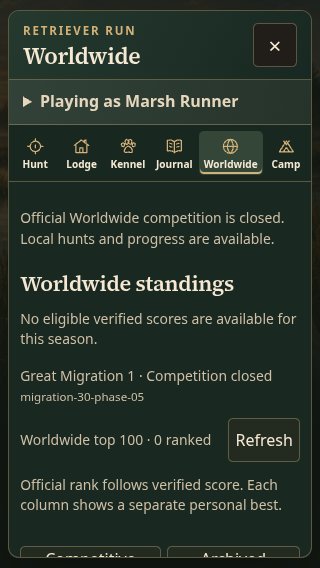 RETRIEVER RUN
Worldwide
×
▶ Playing as Marsh Runner
Hunt
Lodge
Kennel
Journal
Worldwide
Camp
Official Worldwide competition is closed.
Local hunts and progress are available.
Worldwide standings
No eligible verified scores are available for
this season.
Great Migration 1 · Competition closed
migration-30-phase-05
Worldwide top 100 · 0 ranked
Refresh
Official rank follows verified score. Each
column shows a separate personal best.
Competitive
Archived